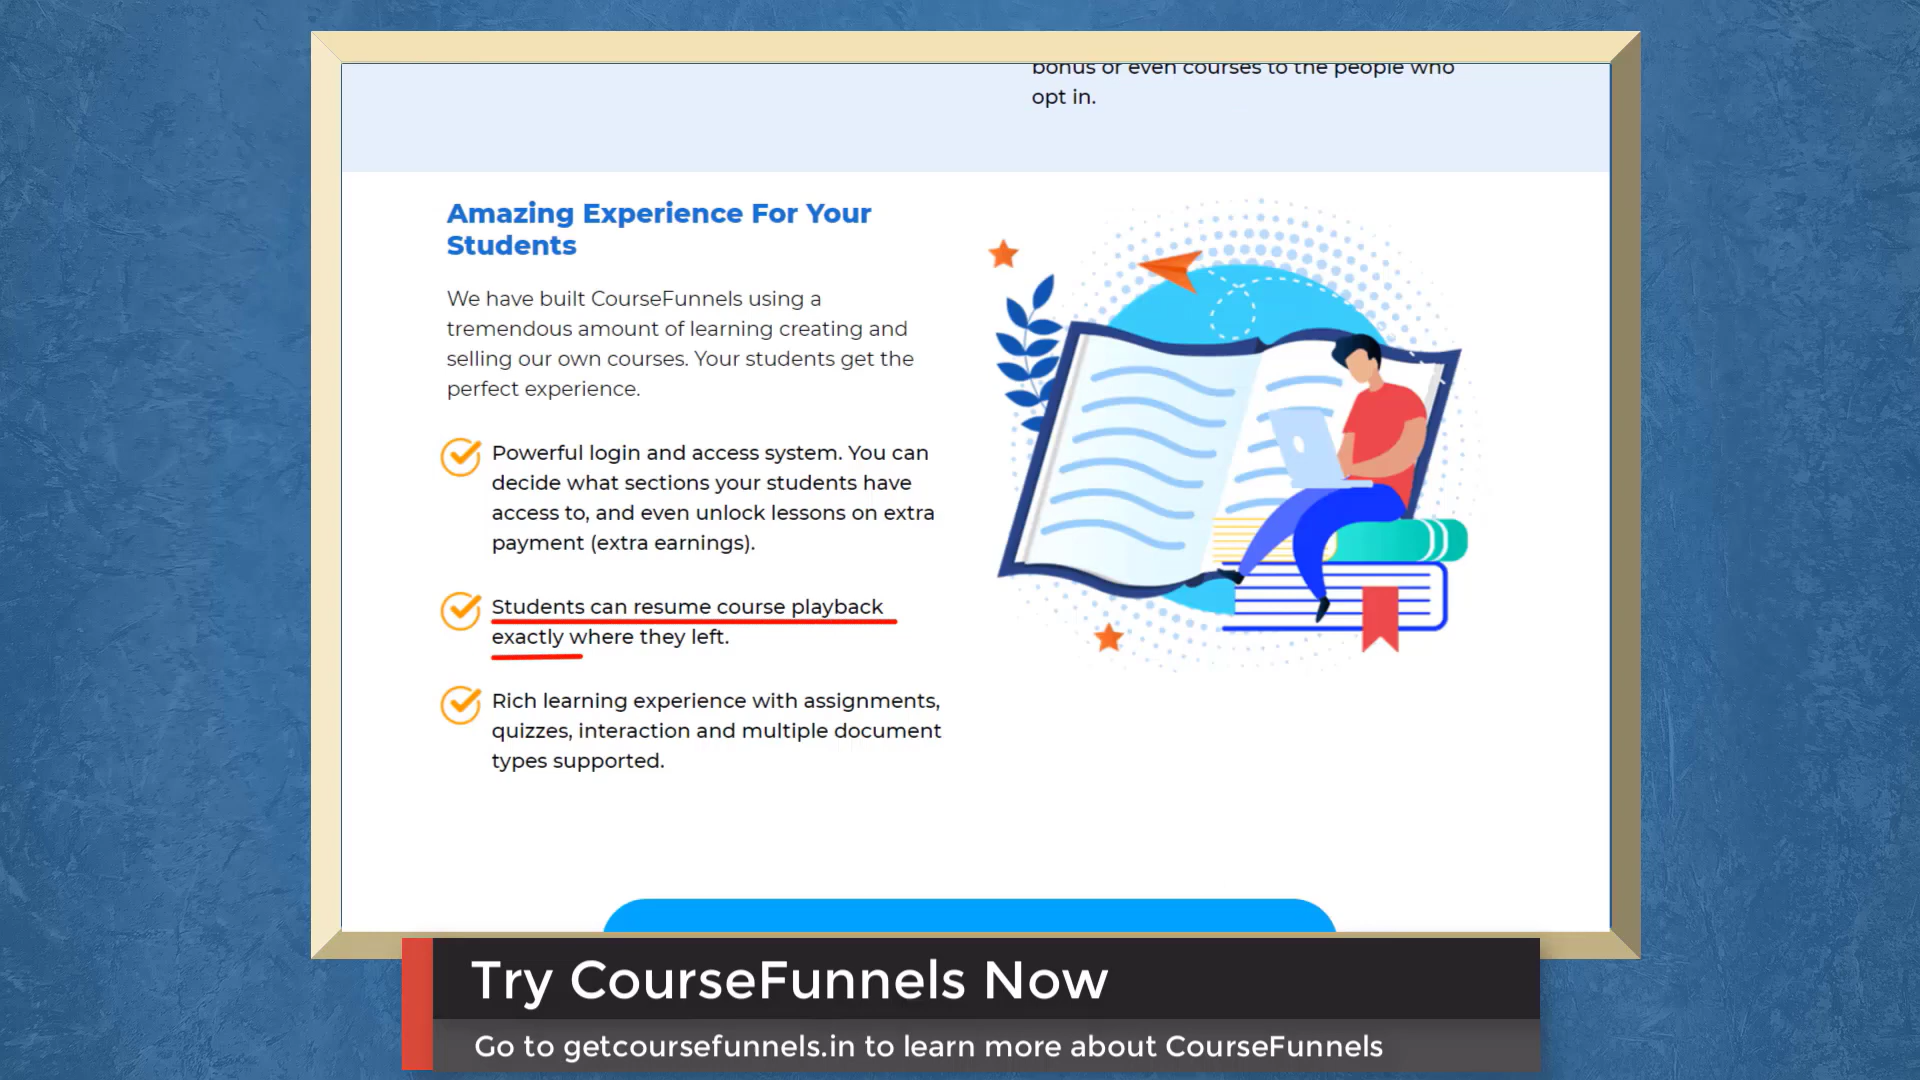 bonus or even courses to the people who
opt in.
Amazing Experience For Your
Students
We have built CourseFunnels using a
tremendous amount of learning creating and
selling our own courses. Your students get the
perfect experience.
Powerful login and access system. You can
decide what sections your students have
access to, and even unlock lessons on extra
payment (extra earnings).
Students can resume course playback
exactly where they left.
Rich learning experience with assignments,
quizzes, interaction and multiple document
types supported.
Try CourseFunnels Now
Go to getcoursefunnels.in to learn more about CourseFunnels